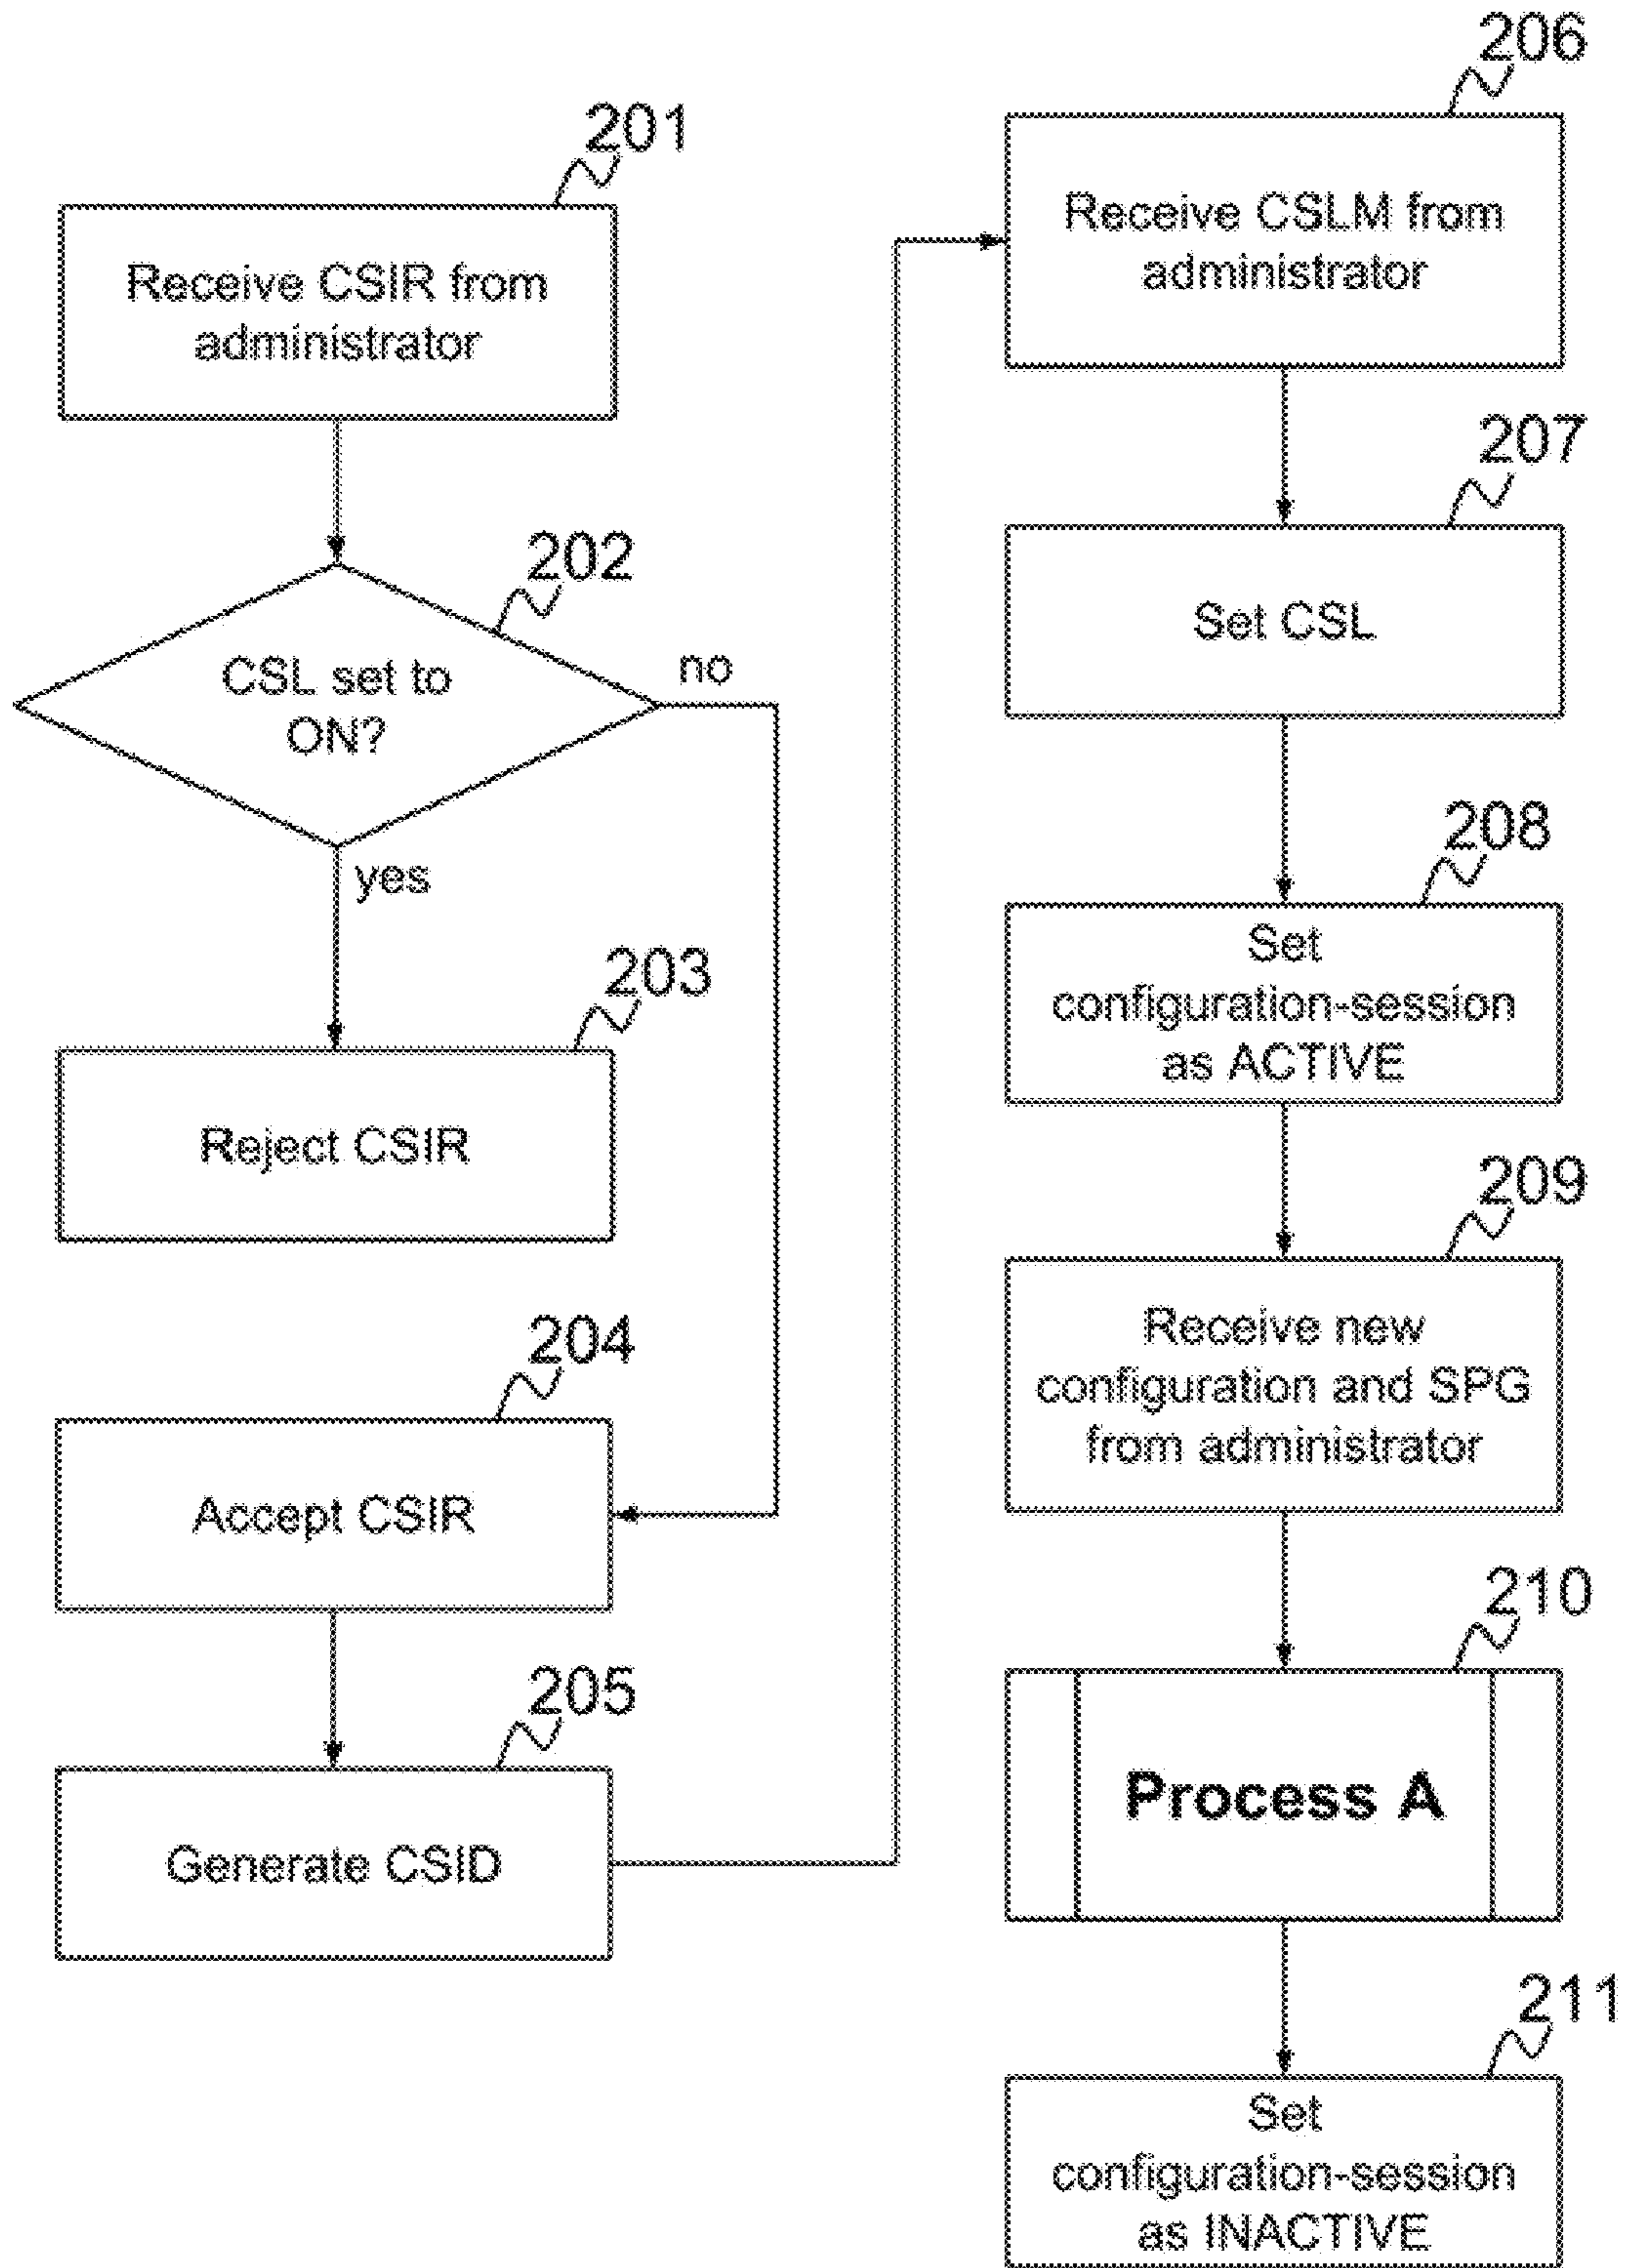 201
Receive CSIR from
administrator
202
CSL set to
ON?
no
yes
203
Reject CSIR
204
Accept CSIR
205
Generate CSID
206
Receive CSLM from
administrator
207
Set CSL
208
Set
configuration-session
as ACTIVE
209
Receive new
configuration and SPG
from administrator
210
Process A
211
Set
configuration-session
as INACTIVE